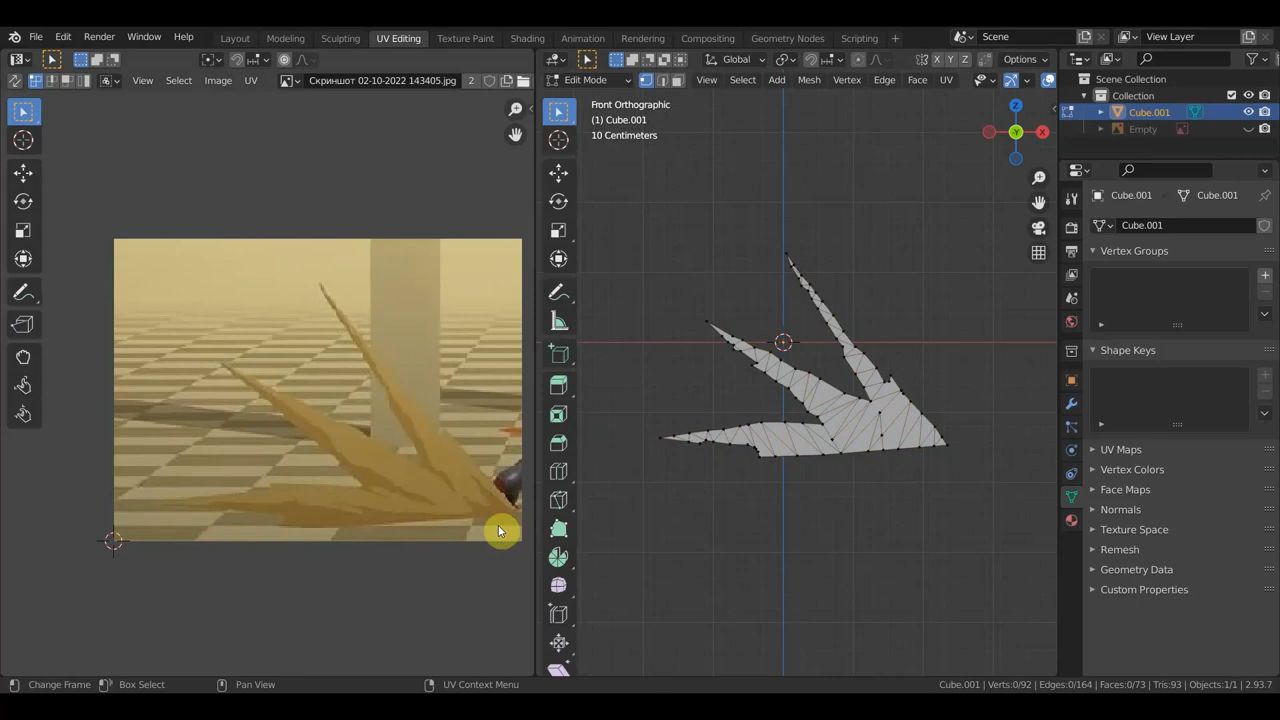 File Edit Render Window Help Layout Modeling Sculpting UV Editing Texture Paint Shading Animation Rendering Compositing Geometry Nodes Scripting + Scene View Layer
View Select Image UV Скриншот 02-10-2022 143405.jpg 2
Global X Y Z Options
Edit Mode View Select Add Mesh Vertex Edge Face UV
Front Orthographic
(1) Cube.001
10 Centimeters
Z
X
Y
Scene Collection
Collection
Cube.001
Empty
Cube.001 Cube.001
Cube.001
Vertex Groups
Shape Keys
UV Maps
Vertex Colors
Face Maps
Normals
Texture Space
Remesh
Geometry Data
Custom Properties
Change Frame Box Select Pan View UV Context Menu Cube.001 | Verts:0/92 | Edges:0/164 | Faces:0/73 | Tris:93 | Objects:1/1 | 2.93.7